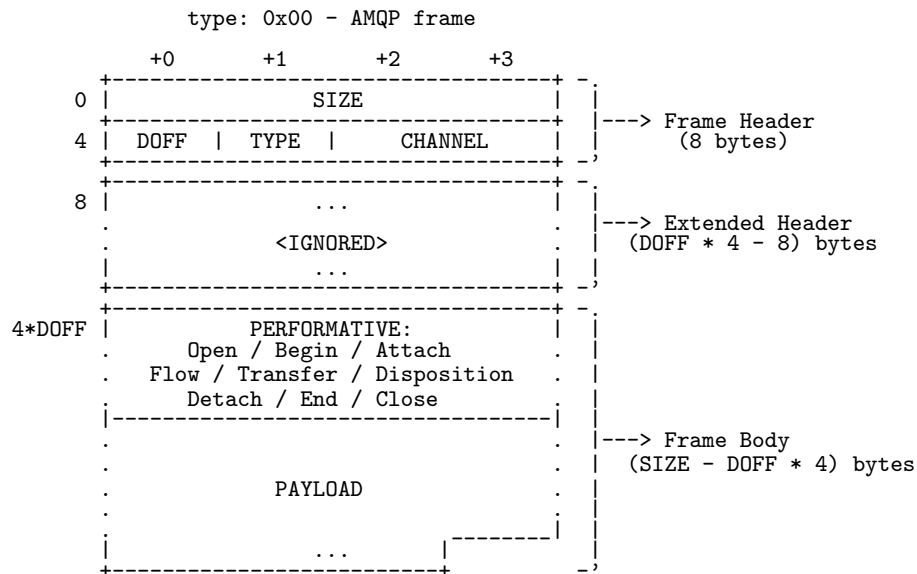 type: 0x00 - AMQP frame
+0 +1 +2 +3
0 SIZE
4 DOFF TYPE CHANNEL
---> Frame Header
(8 bytes)
8 ...
<IGNORED>
...
---> Extended Header
(DOFF * 4 - 8) bytes
4*DOFF PERFORMATIVE:
Open / Begin / Attach
Flow / Transfer / Disposition
Detach / End / Close
PAYLOAD
...
---> Frame Body
(SIZE - DOFF * 4) bytes